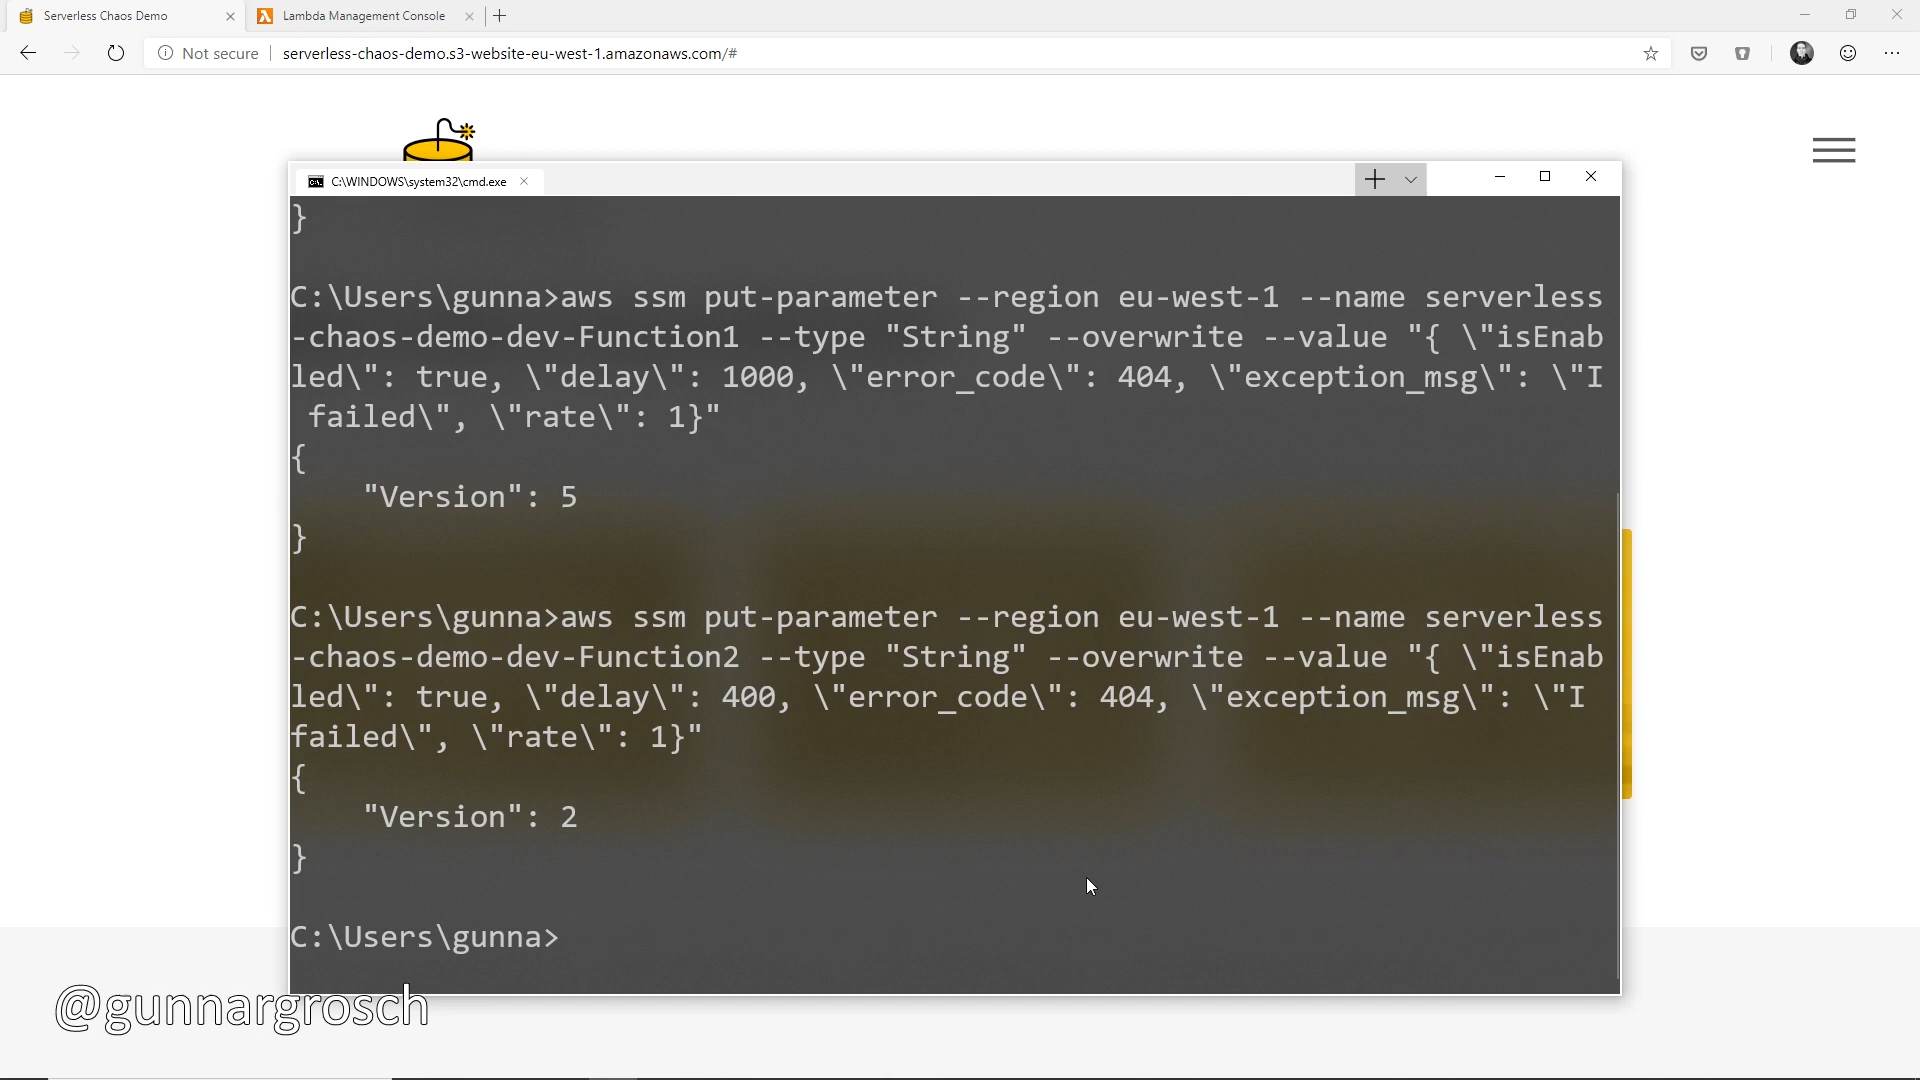 Serverless Chaos Demo
Lambda Management Console
Not secure
serverless-chaos-demo.s3-website-eu-west-1.amazonaws.com/#
C:\WINDOWS\system32\cmd.exe
}
C:\Users\gunna>aws ssm put-parameter --region eu-west-1 --name serverless
-chaos-demo-dev-Function1 --type "String" --overwrite --value "{ \"isEnab
led\": true, \"delay\": 1000, \"error_code\": 404, \"exception_msg\": \"I
 failed\", \"rate\": 1}"
{
    "Version": 5
}
C:\Users\gunna>aws ssm put-parameter --region eu-west-1 --name serverless
-chaos-demo-dev-Function2 --type "String" --overwrite --value "{ \"isEnab
led\": true, \"delay\": 400, \"error_code\": 404, \"exception_msg\": \"I 
failed\", \"rate\": 1}"
{
    "Version": 2
}
C:\Users\gunna>
@gunnargrosch